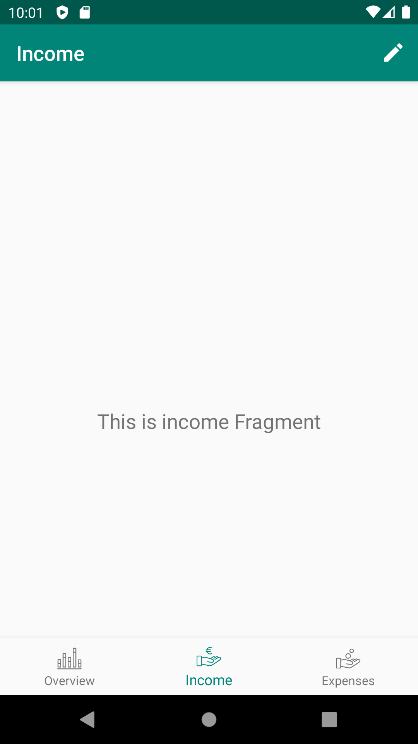 10:01
Income
This is income Fragment
Overview
Income
Expenses